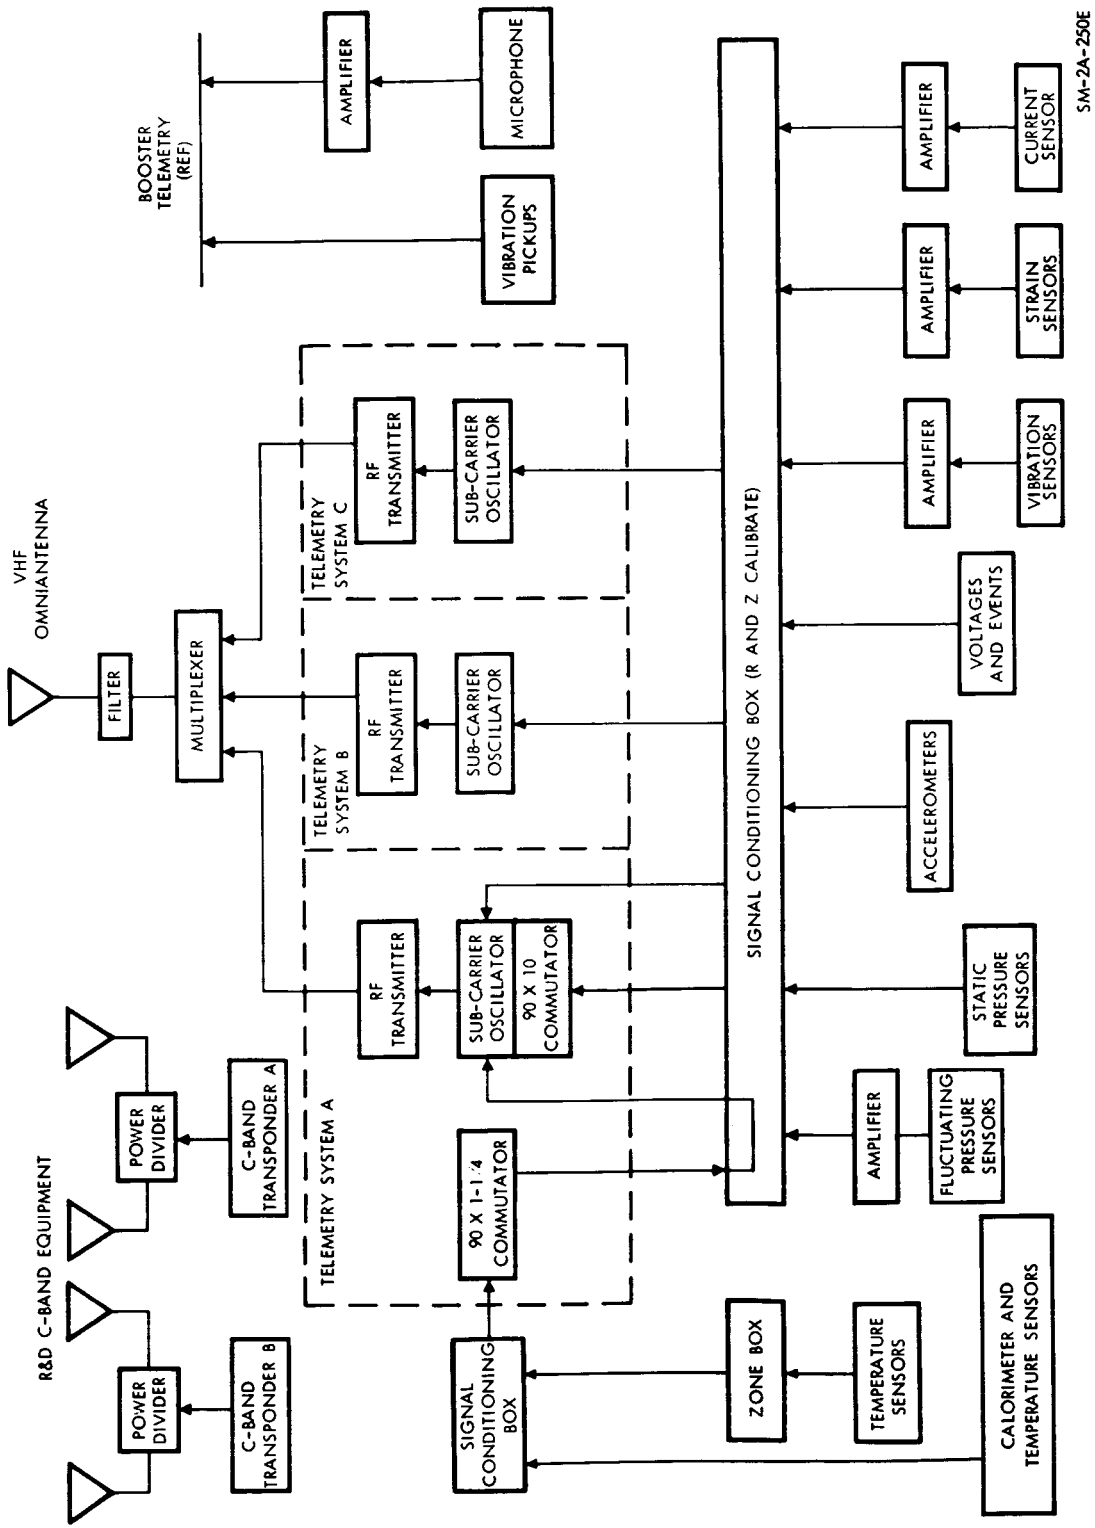 R&D C-BAND EQUIPMENT
POWER
DIVIDER
C-BAND
TRANSPONDER B
POWER
DIVIDER
C-BAND
TRANSPONDER A
VHF
OMNIANTENNA
FILTER
MULTIPLEXER
BOOSTER
TELEMETRY
(REF)
AMPLIFIER
MICROPHONE
VIBRATION
PICKUPS
TELEMETRY SYSTEM A
RF
TRANSMITTER
SUB-CARRIER
OSCILLATOR
90 X 10
COMMUTATOR
90 X 1-1/4
COMMUTATOR
TELEMETRY
SYSTEM B
RF
TRANSMITTER
SUB-CARRIER
OSCILLATOR
TELEMETRY
SYSTEM C
RF
TRANSMITTER
SUB-CARRIER
OSCILLATOR
SIGNAL
CONDITIONING
BOX
SIGNAL CONDITIONING BOX (R AND Z CALIBRATE)
ZONE BOX
TEMPERATURE
SENSORS
CALORIMETER AND
TEMPERATURE SENSORS
AMPLIFIER
FLUCTUATING
PRESSURE
SENSORS
STATIC
PRESSURE
SENSORS
ACCELEROMETERS
VOLTAGES
AND EVENTS
AMPLIFIER
VIBRATION
SENSORS
AMPLIFIER
STRAIN
SENSORS
AMPLIFIER
CURRENT
SENSOR
SM-2A-250E